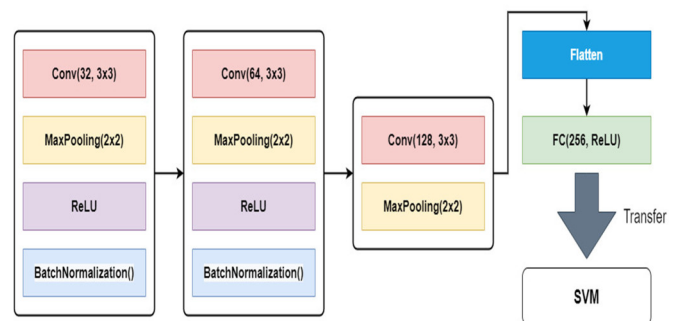 Conv(32, 3x3)
MaxPooling(2x2)
ReLU
BatchNormalization()
Conv(64, 3x3)
MaxPooling(2x2)
ReLU
BatchNormalization()
Conv(128, 3x3)
MaxPooling(2x2)
Flatten
FC(256, ReLU)
Transfer
SVM